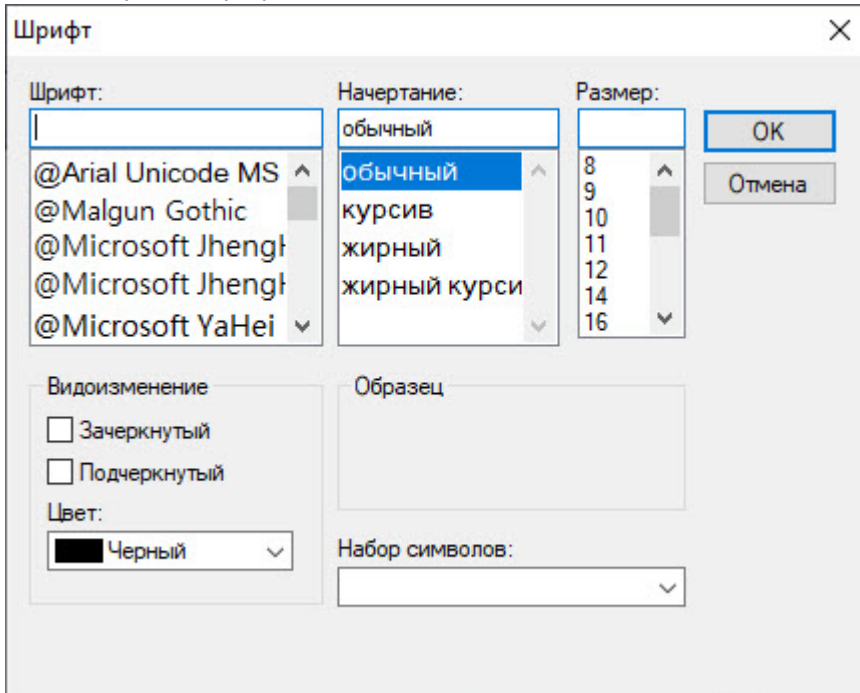 Шрифт
Шрифт:
Начертание:
Размер:
обычный
OK
Отмена
@Arial Unicode MS
@Malgun Gothic
@Microsoft JhengH
@Microsoft JhengH
@Microsoft YaHei
обычный
курсив
жирный
жирный курси
8
9
10
11
12
14
16
Видоизменение
Зачеркнутый
Подчеркнутый
Цвет:
Черный
Образец
Набор символов: